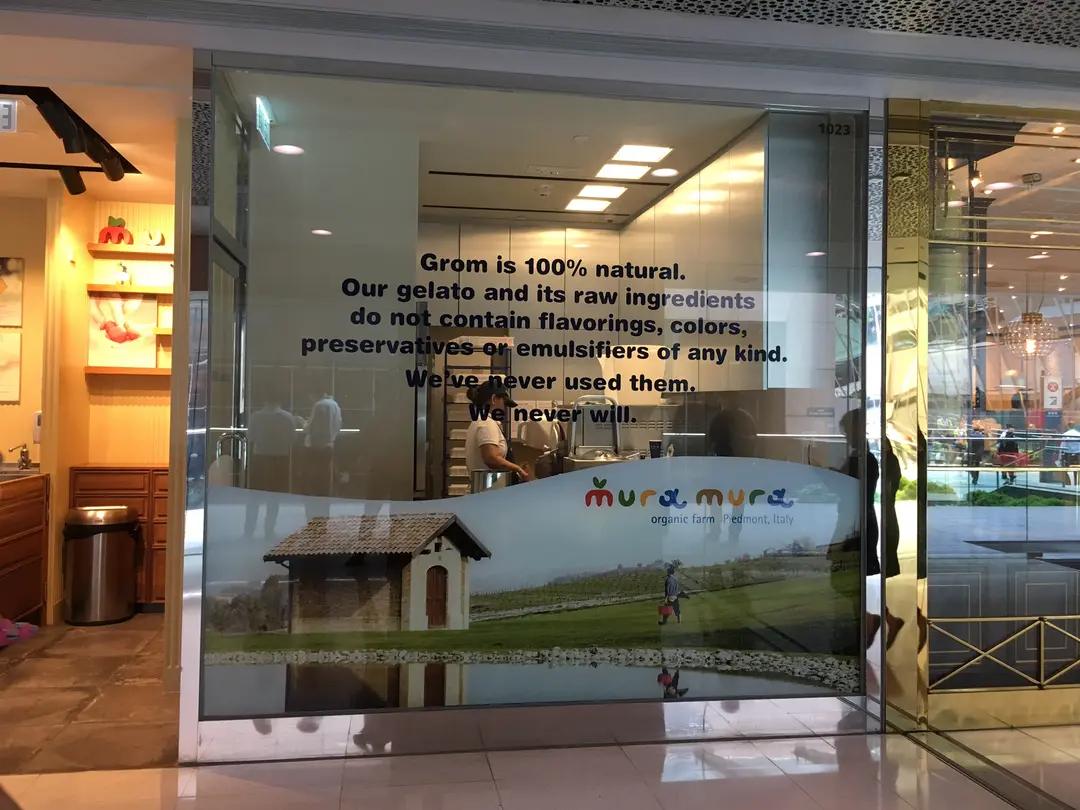 1023
Grom is 100% natural.
Our gelato and its raw ingredients
do not contain flavorings, colors,
preservatives or emulsifiers of any kind.
We've never used them.
We never will.
mura mura
organic farm Piedmont, Italy